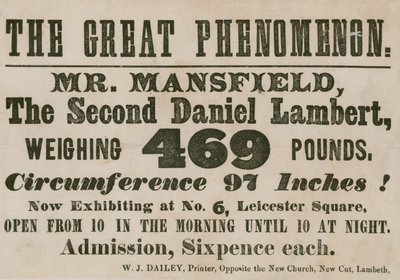 THE GREAT PHENOMENON:
MR. MANSFIELD,
The Second Daniel Lambert,
WEIGHING 469 POUNDS.
Circumference 97 Inches !
Now Exhibiting at No. 6, Leicester Square,
OPEN FROM 10 IN THE MORNING UNTIL 10 AT NIGHT.
Admission, Sixpence each.
W. J. DAILEY, Printer, Opposite the New Church, New Cut, Lambeth,